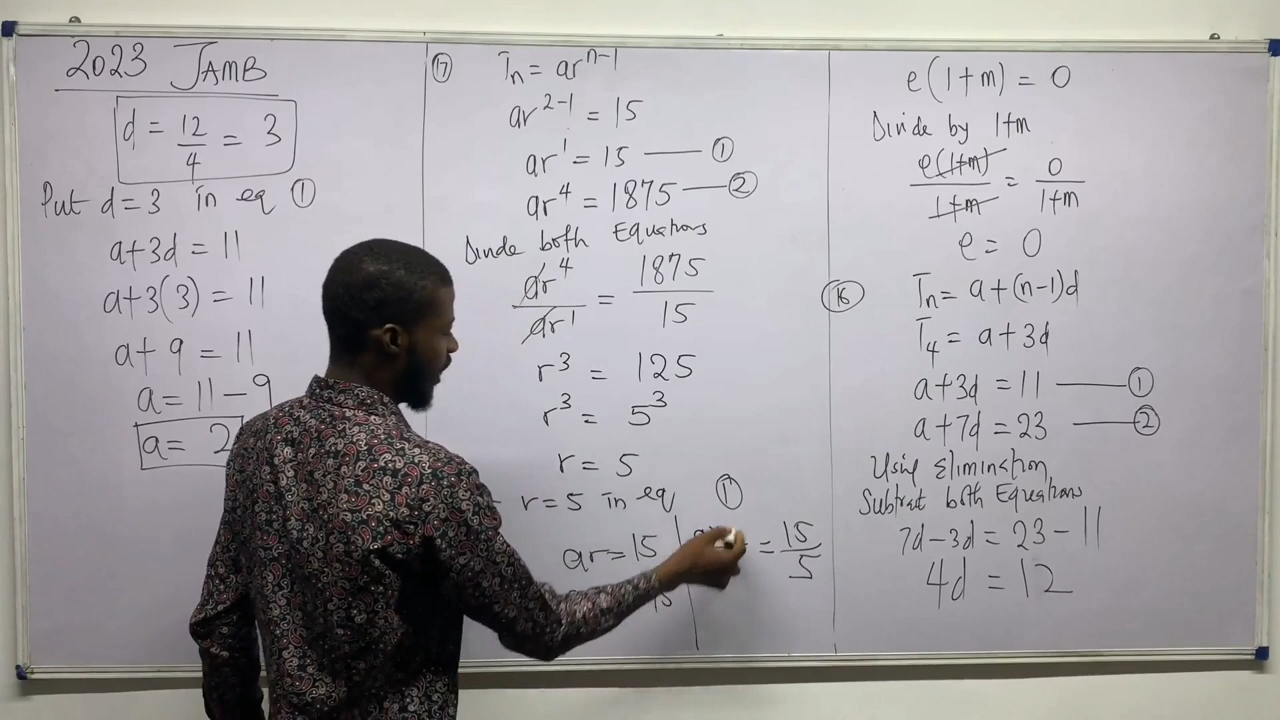 2023 JAMB
d = 12/4 = 3
Put d=3 in eq ①
a+3d = 11
a+3(3) = 11
a+9 = 11
a = 11-9
a = 2
⑰ Tn = ar^n-1
ar^2-1 = 15
ar^1 = 15 —— ①
ar^4 = 1875 —— ②
Divide both Equations
ar^4/ar^1 = 1875/15
r^3 = 125
r^3 = 5^3
r = 5
r=5 in eq ①
ar=15
15
= 15/5
e(1+m) = 0
Divide by 1+m
e(1+m)/1+m = 0/1+m
e = 0
⑯ Tn = a+(n-1)d
T4 = a+3d
a+3d = 11 —— ①
a+7d = 23 —— ②
Using Elimination,
Subtract both Equations
7d-3d = 23-11
4d = 12